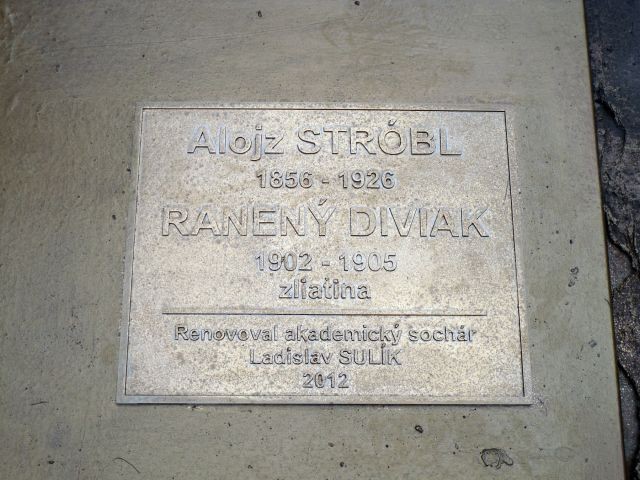 Alojz STRÓBL
1856 - 1926
RANENÝ DIVIAK
1902 - 1905
zliatina
Renovoval akademický sochár
Ladislav SULÍK
2012